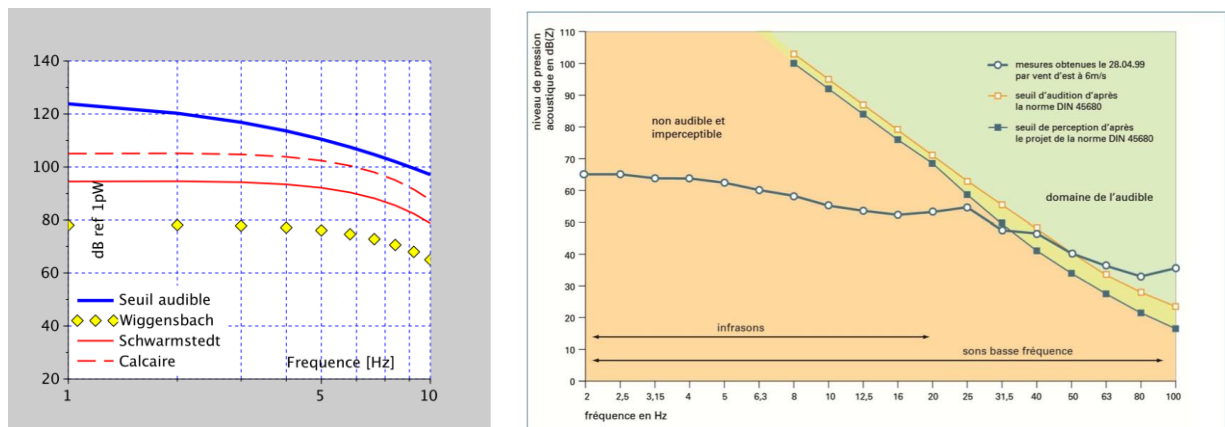 140
120
100
80
60
40
20
dB ref 1pW
Seuil audible
Wiggensbach
Schwarmstedt
Calcaire
Frequence [Hz]
1
5
10
niveau de pression
acoustique en dB(Z)
110
100
90
80
70
60
50
40
30
20
10
0
mesures obtenues le 28.04.99
par vent d'est à 6m/s
seuil d'audition d'après
la norme DIN 45680
seuil de perception d'après
le projet de la norme DIN 45680
non audible et
imperceptible
domaine de l'audible
infrasons
sons basse fréquence
2 2,5 3,15 4 5 6,3 8 10 12,5 16 20 25 31,5 40 50 63 80 100
fréquence en Hz